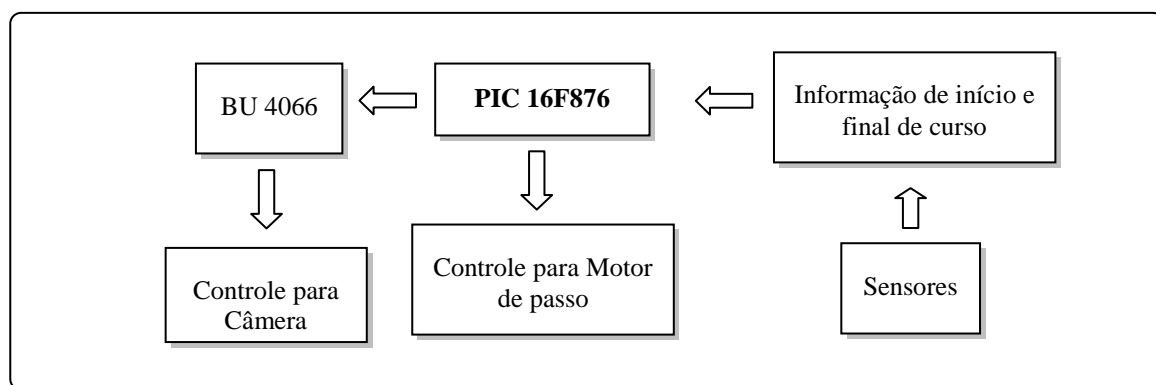 BU 4066
PIC 16F876
Informação de início e
final de curso
Controle para
Câmera
Controle para Motor
de passo
Sensores